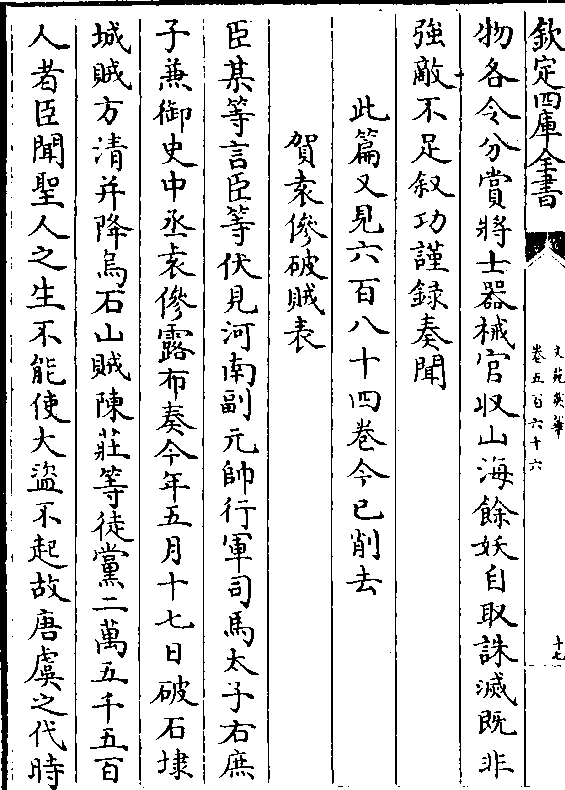 欽定四庫全書
文苑英華
卷五百六十六
十七
物各令分賞將士器械官収山海餘妖自取誅滅既非
強敵不足叙功謹録奏聞
此篇又見六百八十四卷今已削去
賀袁傪破賊表
臣某等言臣等伏見河南副元帥行軍司馬太子右庶
子兼御史中丞袁傪露布奏今年五月十七日破石埭
城賊方清并降烏石山賊陳莊等徒黨二萬五千五百
人者臣聞聖人之生不能使大盜不起故唐虞之代時